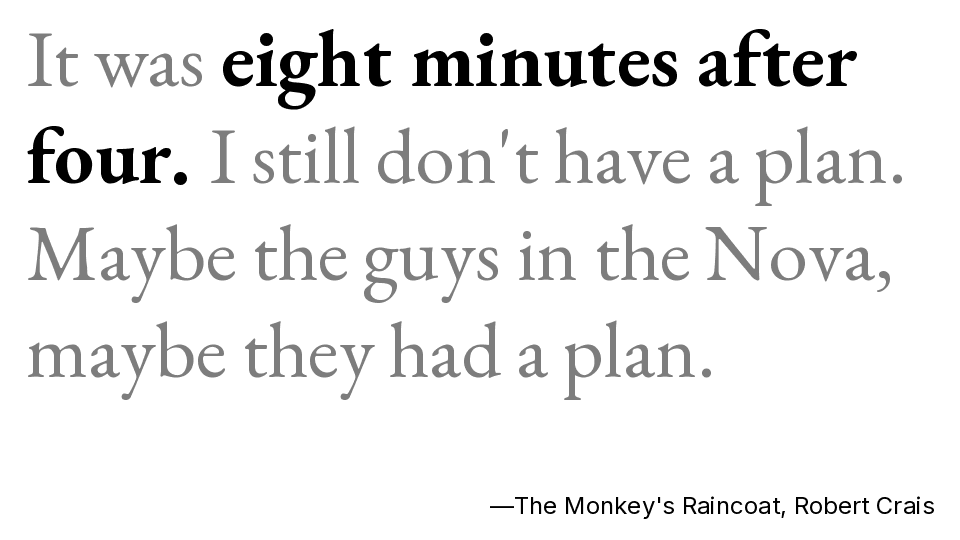 It was eight minutes after
four. I still don't have a plan.
Maybe the guys in the Nova,
maybe they had a plan.
—The Monkey's Raincoat, Robert Crais